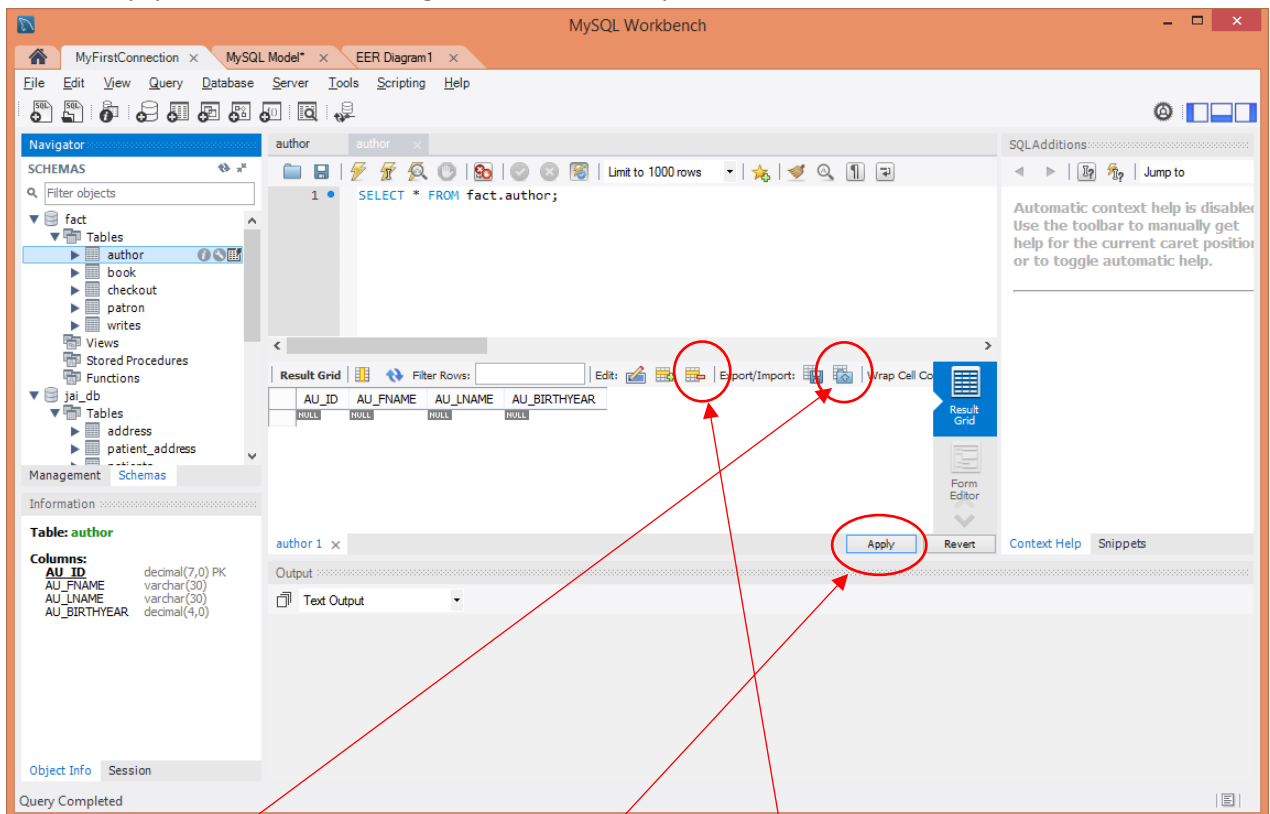 MySQL Workbench
MyFirstConnection MySQL Model* EER Diagram1
File Edit View Query Database Server Tools Scripting Help
Navigator
SCHEMAS
Filter objects
fact
Tables
author
book
checkout
patron
writes
Views
Stored Procedures
Functions
jai_db
Tables
address
patient_address
Management Schemas
Information
Table: author
Columns:
AU_ID decimal(7,0) PK
AU_FNAME varchar(30)
AU_LNAME varchar(30)
AU_BIRTHYEAR decimal(4,0)
Object Info Session
Query Completed
author author
Limit to 1000 rows
1 SELECT * FROM fact.author;
Result Grid Filter Rows: Edit: Export/Import: Wrap Cell Co
AU_ID AU_FNAME AU_LNAME AU_BIRTHYEAR
NULL NULL NULL NULL
Result
Grid
Form
Editor
author 1 Apply Revert
Output
Text Output
SQLAdditions
Jump to
Automatic context help is disabled
Use the toolbar to manually get
help for the current caret position
or to toggle automatic help.
Context Help Snippets